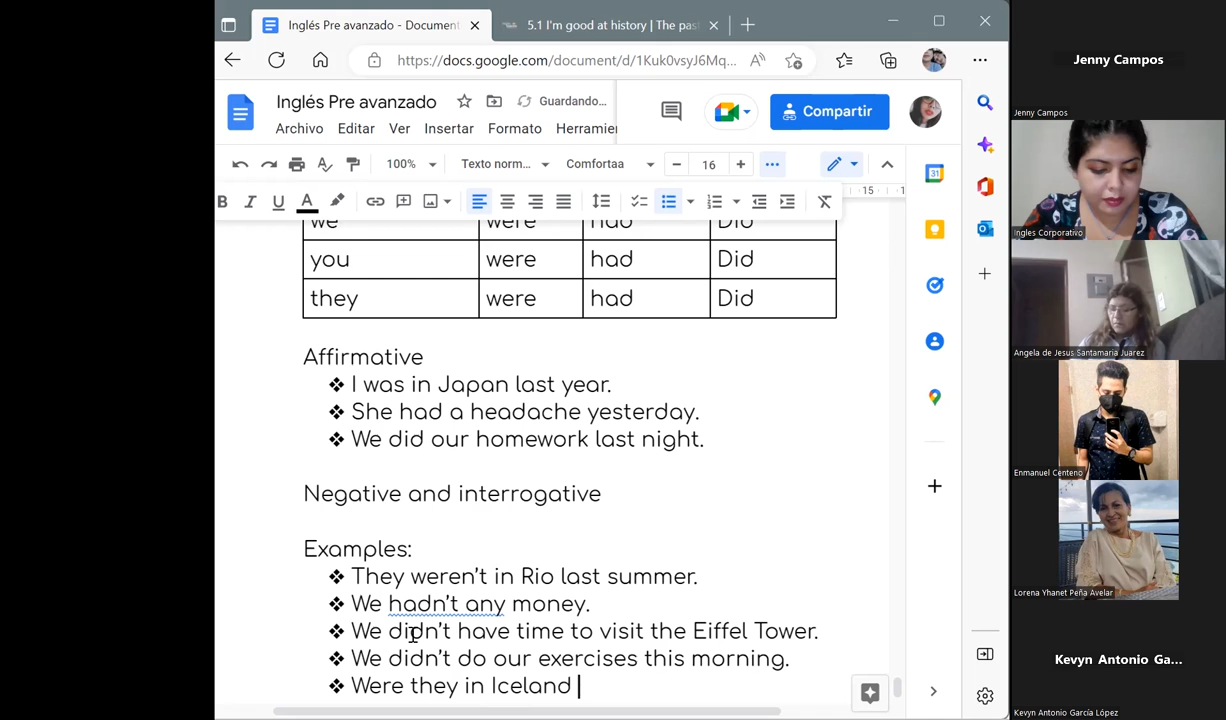 Inglés Pre avanzado - Document
5.1 I'm good at history | The pas
https://docs.google.com/document/d/1Kuk0vsyJ6Mq...
Inglés Pre avanzado
Guardando...
Compartir
Archivo Editar Ver Insertar Formato Herramie
100% Texto norm... Comfortaa 16
15
we were had Did
you were had Did
they were had Did
Affirmative
❖ I was in Japan last year.
❖ She had a headache yesterday.
❖ We did our homework last night.
Negative and interrogative
Examples:
❖ They weren't in Rio last summer.
❖ We hadn't any money.
❖ We didn't have time to visit the Eiffel Tower.
❖ We didn't do our exercises this morning.
❖ Were they in Iceland
Jenny Campos
Jenny Campos
Ingles Corporativo
Angela de Jesus Santamaria Juarez
Enmanuel Centeno
Lorena Yhanet Peña Avelar
Kevyn Antonio Ga...
Kevyn Antonio García López